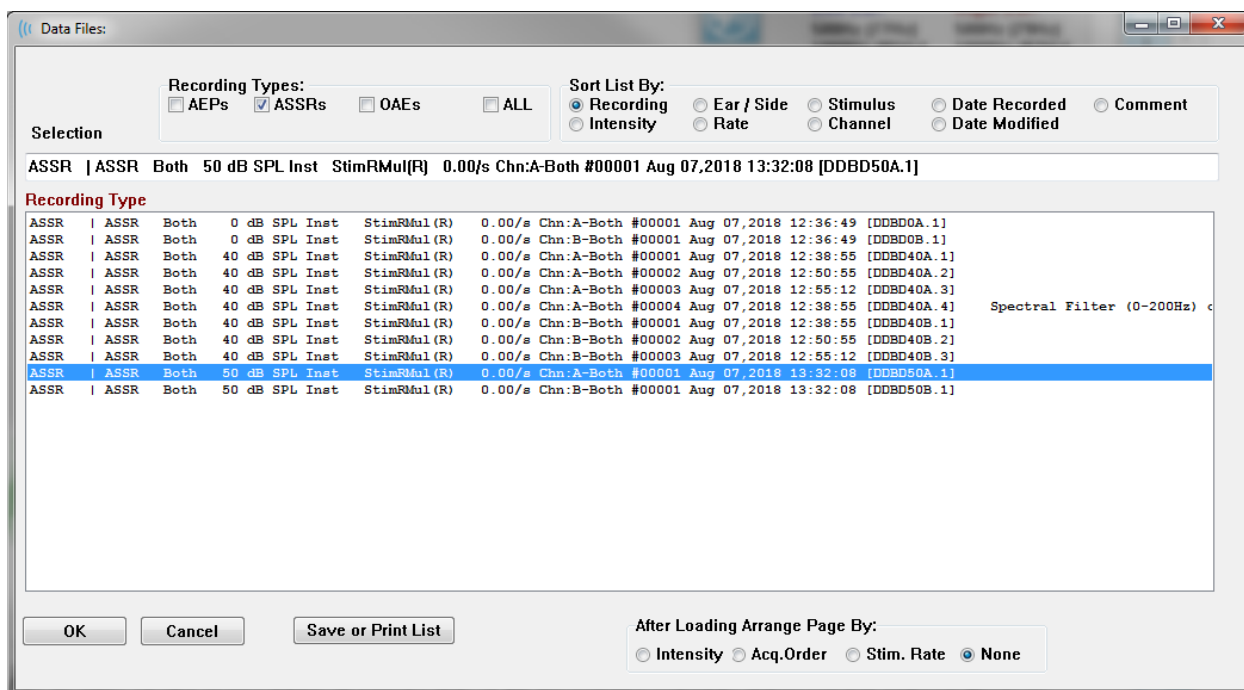 Data Files:
Recording Types:
Sort List By:
AEPs ASSRs OAEs ALL
Recording Ear / Side Stimulus Date Recorded Comment
Intensity Rate Channel Date Modified
Selection
ASSR | ASSR Both 50 dB SPL Inst StimRMul(R) 0.00/s Chn:A-Both #00001 Aug 07,2018 13:32:08 [DDBD50A.1]
Recording Type
ASSR | ASSR Both 0 dB SPL Inst StimRMul(R) 0.00/s Chn:A-Both #00001 Aug 07,2018 12:36:49 [DDBD0A.1]
ASSR | ASSR Both 0 dB SPL Inst StimRMul(R) 0.00/s Chn:B-Both #00001 Aug 07,2018 12:36:49 [DDBD0B.1]
ASSR | ASSR Both 40 dB SPL Inst StimRMul(R) 0.00/s Chn:A-Both #00001 Aug 07,2018 12:38:55 [DDBD40A.1]
ASSR | ASSR Both 40 dB SPL Inst StimRMul(R) 0.00/s Chn:A-Both #00002 Aug 07,2018 12:50:55 [DDBD40A.2]
ASSR | ASSR Both 40 dB SPL Inst StimRMul(R) 0.00/s Chn:A-Both #00003 Aug 07,2018 12:55:12 [DDBD40A.3]
ASSR | ASSR Both 40 dB SPL Inst StimRMul(R) 0.00/s Chn:A-Both #00004 Aug 07,2018 12:38:55 [DDBD40A.4] Spectral Filter (0-200Hz)
ASSR | ASSR Both 40 dB SPL Inst StimRMul(R) 0.00/s Chn:B-Both #00001 Aug 07,2018 12:38:55 [DDBD40B.1]
ASSR | ASSR Both 40 dB SPL Inst StimRMul(R) 0.00/s Chn:B-Both #00002 Aug 07,2018 12:50:55 [DDBD40B.2]
ASSR | ASSR Both 40 dB SPL Inst StimRMul(R) 0.00/s Chn:B-Both #00003 Aug 07,2018 12:55:12 [DDBD40B.3]
ASSR | ASSR Both 50 dB SPL Inst StimRMul(R) 0.00/s Chn:A-Both #00001 Aug 07,2018 13:32:08 [DDBD50A.1]
ASSR | ASSR Both 50 dB SPL Inst StimRMul(R) 0.00/s Chn:B-Both #00001 Aug 07,2018 13:32:08 [DDBD50B.1]
OK Cancel Save or Print List
After Loading Arrange Page By:
Intensity Acq.Order Stim. Rate None